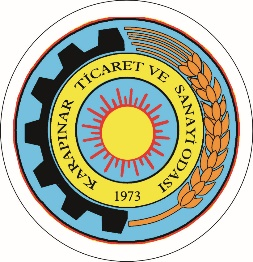 KARAPINAR TİCARET VE SANAYİ ODASI
1973